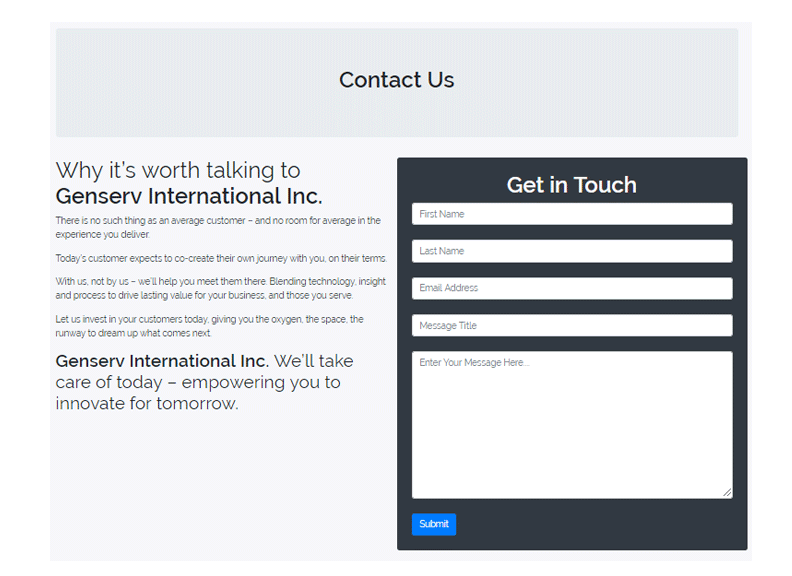 Contact Us
Why it's worth talking to
Genserv International Inc.
There is no such thing as an average customer – and no room for average in the
experience you deliver.
Today's customer expects to co-create their own journey with you, on their terms.
With us, not by us – we'll help you meet them there. Blending technology, insight
and process to drive lasting value for your business, and those you serve.
Let us invest in your customers today, giving you the oxygen, the space, the
runway to dream up what comes next.
Genserv International Inc. We'll take
care of today – empowering you to
innovate for tomorrow.
Get in Touch
First Name
Last Name
Email Address
Message Title
Enter Your Message Here...
Submit